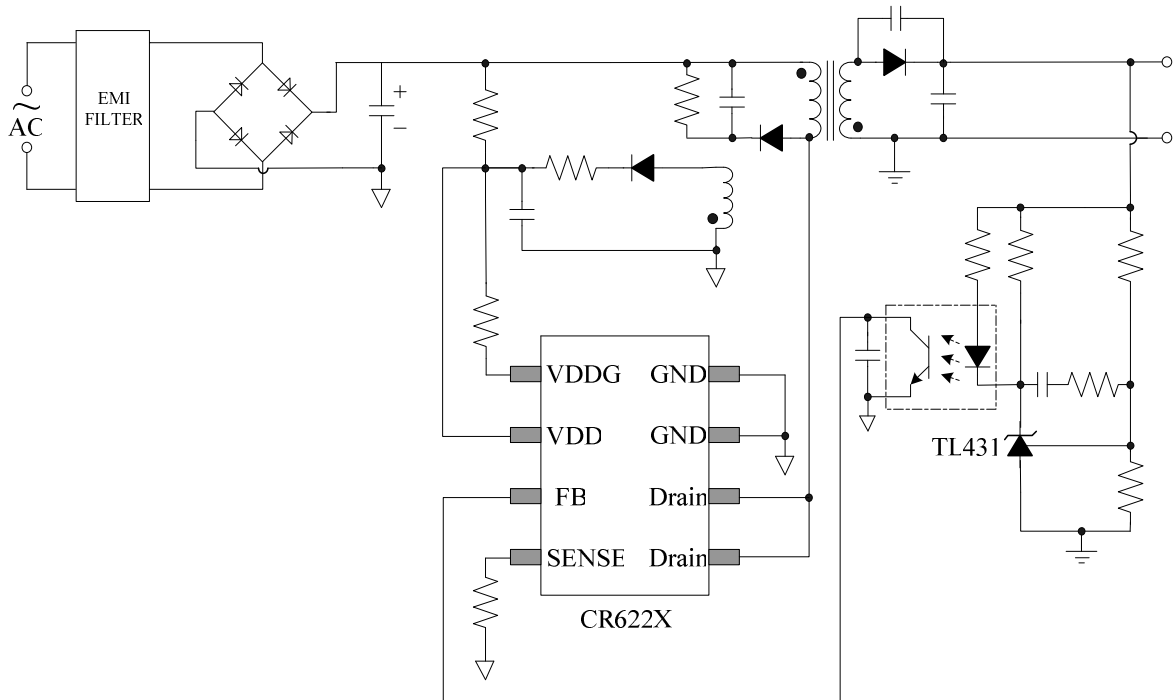 EMI
FILTER
~
AC
+
−
VDDG
GND
VDD
GND
FB
Drain
SENSE
Drain
CR622X
TL431